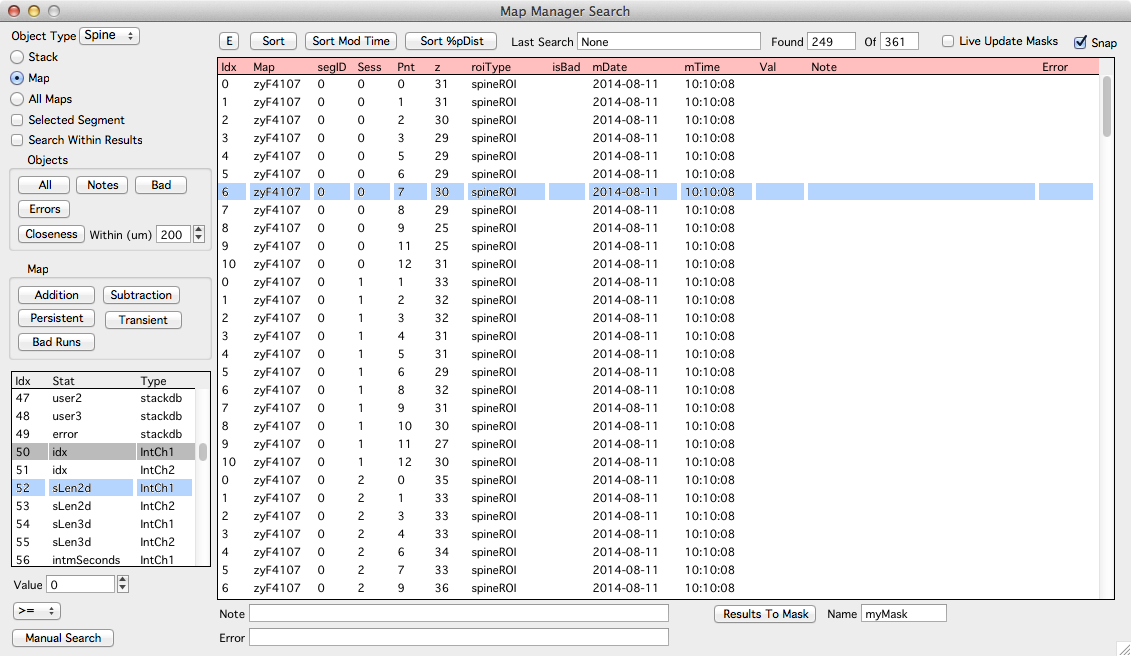 Map Manager Search
Object Type Spine
Stack
Map
All Maps
Selected Segment
Search Within Results
Objects
All Notes Bad
Errors
Closeness Within (um) 200
Map
Addition Subtraction
Persistent Transient
Bad Runs
Idx Stat Type
47 user2 stackdb
48 user3 stackdb
49 error stackdb
50 idx IntCh1
51 idx IntCh2
52 sLen2d IntCh1
53 sLen2d IntCh2
54 sLen3d IntCh1
55 sLen3d IntCh2
56 intmSeconds IntCh1
Value 0
>=
Manual Search
E Sort Sort Mod Time Sort %pDist Last Search None Found 249 Of 361 Live Update Masks Snap
Idx Map segID Sess Pnt z roiType isBad mDate mTime Val Note Error
0 zyF4107 0 0 0 31 spineROI 2014-08-11 10:10:08
1 zyF4107 0 0 1 31 spineROI 2014-08-11 10:10:08
2 zyF4107 0 0 2 30 spineROI 2014-08-11 10:10:08
3 zyF4107 0 0 3 29 spineROI 2014-08-11 10:10:08
4 zyF4107 0 0 5 29 spineROI 2014-08-11 10:10:08
5 zyF4107 0 0 6 29 spineROI 2014-08-11 10:10:08
6 zyF4107 0 0 7 30 spineROI 2014-08-11 10:10:08
7 zyF4107 0 0 8 29 spineROI 2014-08-11 10:10:08
8 zyF4107 0 0 9 25 spineROI 2014-08-11 10:10:08
9 zyF4107 0 0 11 25 spineROI 2014-08-11 10:10:08
10 zyF4107 0 0 12 31 spineROI 2014-08-11 10:10:08
0 zyF4107 0 1 1 33 spineROI 2014-08-11 10:10:08
1 zyF4107 0 1 2 32 spineROI 2014-08-11 10:10:08
2 zyF4107 0 1 3 32 spineROI 2014-08-11 10:10:08
3 zyF4107 0 1 4 31 spineROI 2014-08-11 10:10:08
4 zyF4107 0 1 5 31 spineROI 2014-08-11 10:10:08
5 zyF4107 0 1 6 29 spineROI 2014-08-11 10:10:08
6 zyF4107 0 1 8 32 spineROI 2014-08-11 10:10:08
7 zyF4107 0 1 9 31 spineROI 2014-08-11 10:10:08
8 zyF4107 0 1 10 30 spineROI 2014-08-11 10:10:08
9 zyF4107 0 1 11 27 spineROI 2014-08-11 10:10:08
10 zyF4107 0 1 12 30 spineROI 2014-08-11 10:10:08
0 zyF4107 0 2 0 35 spineROI 2014-08-11 10:10:08
1 zyF4107 0 2 1 33 spineROI 2014-08-11 10:10:08
2 zyF4107 0 2 3 33 spineROI 2014-08-11 10:10:08
3 zyF4107 0 2 4 33 spineROI 2014-08-11 10:10:08
4 zyF4107 0 2 6 34 spineROI 2014-08-11 10:10:08
5 zyF4107 0 2 7 33 spineROI 2014-08-11 10:10:08
6 zyF4107 0 2 9 36 spineROI 2014-08-11 10:10:08
Note Results To Mask Name myMask
Error